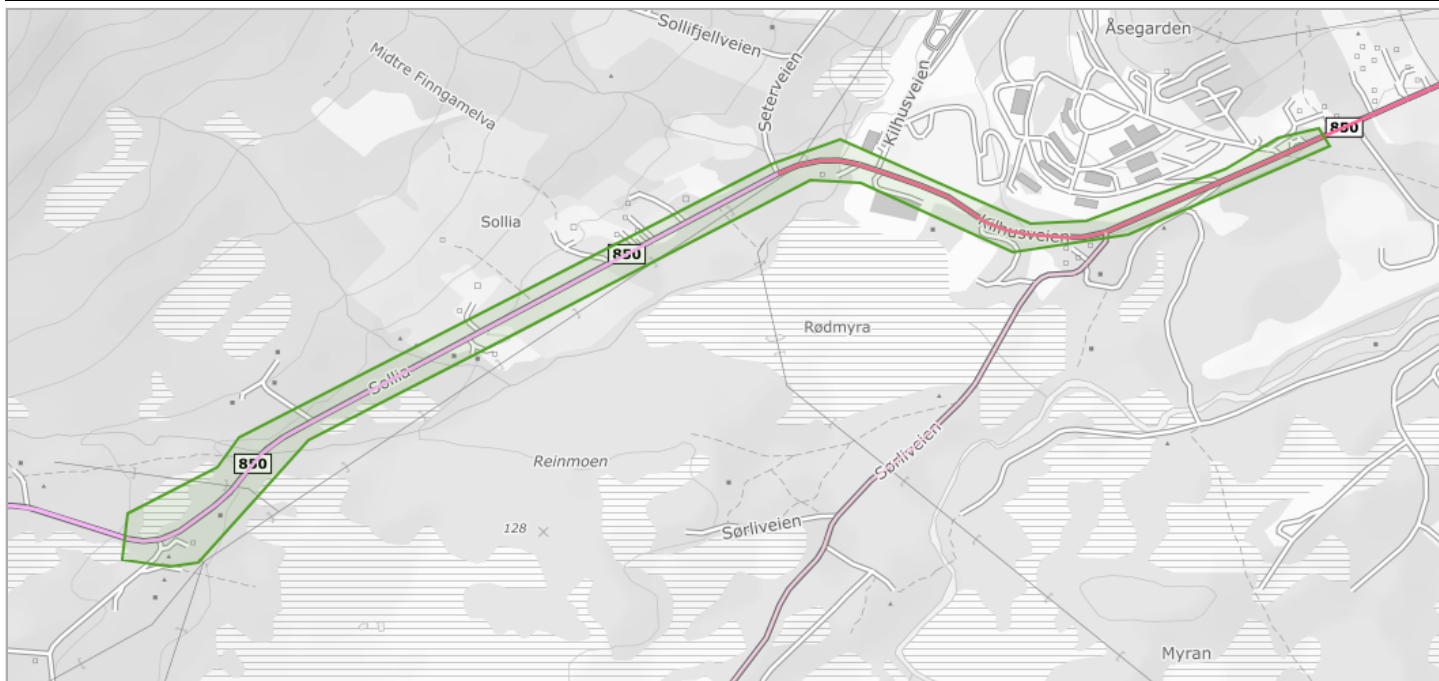 Åsegarden
Sollifjellveien
Midtre Finngamelva
Seterveien
Kilhusveien
850
Sollia
Kilhusveien
850
Rødmyra
Sollia
Sørliveien
850
Reinmoen
128
Sørliveien
Myran